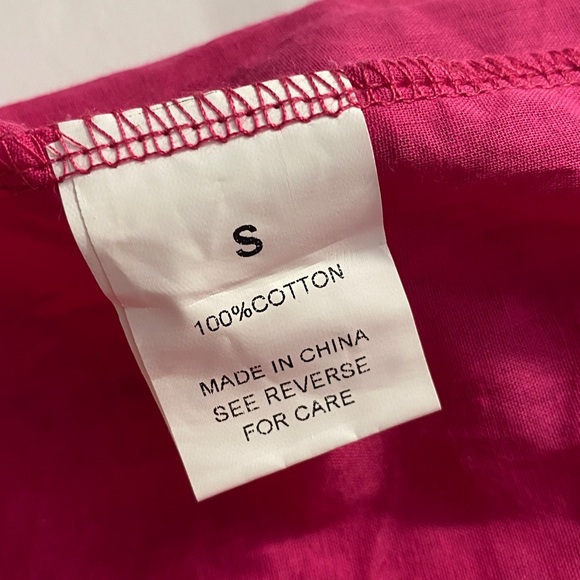 S
100%COTTON
MADE IN CHINA
SEE REVERSE
FOR CARE